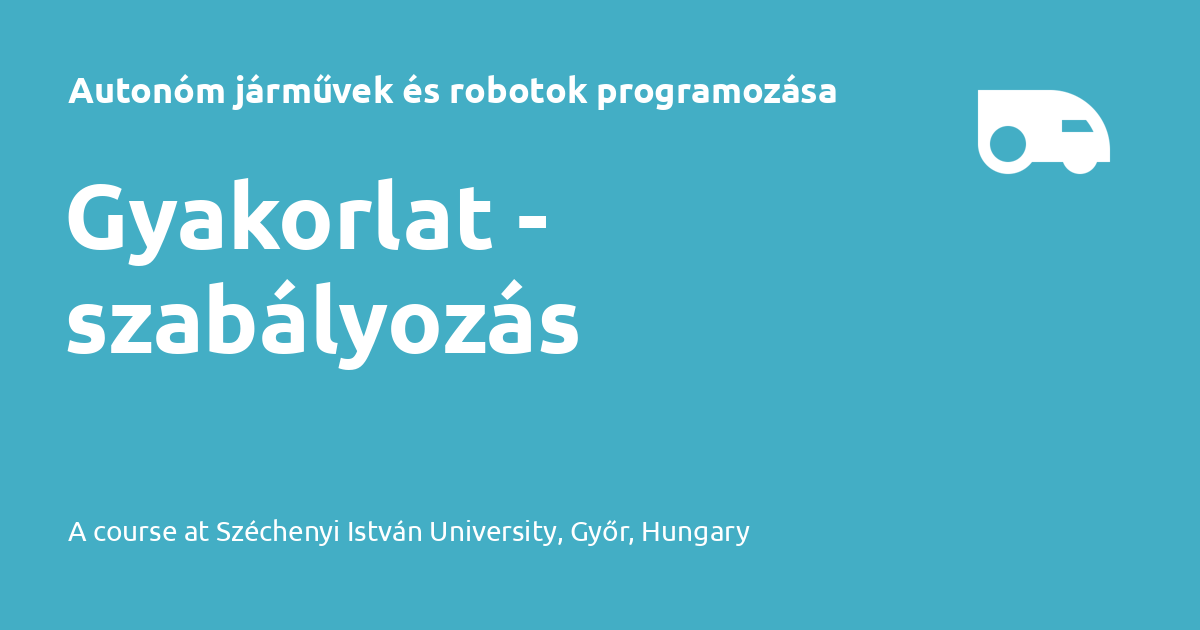 Autonóm járművek és robotok programozása
Gyakorlat -
szabályozás
A course at Széchenyi István University, Győr, Hungary